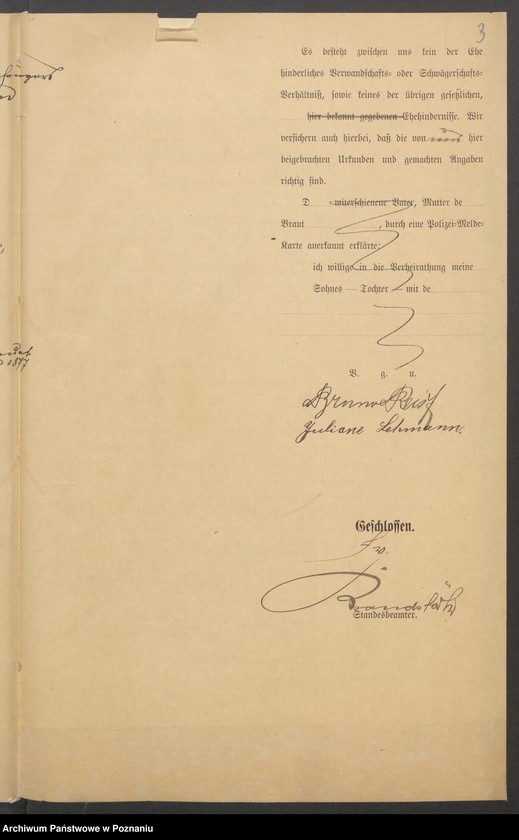 3
Es besteht zwischen uns kein der Ehe
hinderliches Verwandschafts- oder Schwägerschafts-
Verhältniß, sowie keines der übrigen gesetzlichen,
hier bekannt gegebenen Ehehindernisse. Wir
versichern auch hierbei, daß die von uns hier
beigebrachten Urkunden und gemachten Angaben
richtig sind.
D miterschienene Vater, Mutter de
Braut , durch eine Polizei-Melde-
Karte anerkannt erklärte:
ich willige in die Verheirathung meine
Sohnes — Tochter mit de
V. g. u.
Bruno
Juliane Lehmann.
Geschlossen.
Standesbeamter.
1877
Archiwum Państwowe w Poznaniu